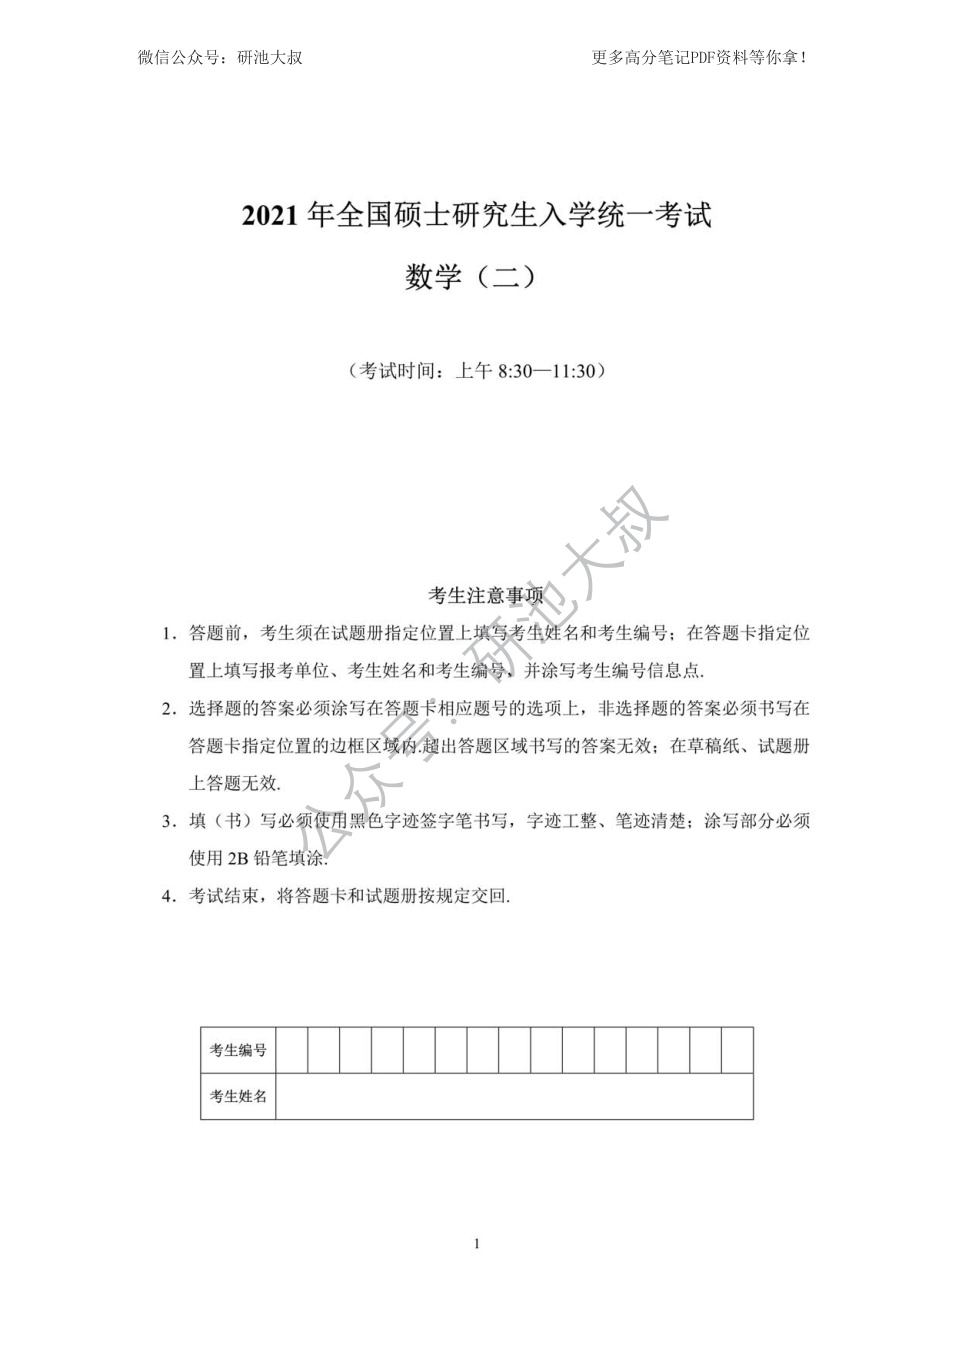 微信公众号：研池大叔
更多高分笔记PDF资料等你拿！
2021 年全国硕士研究生入学统一考试
数学（二）
（考试时间：上午 8:30—11:30）
考生注意事项
1．答题前，考生须在试题册指定位置上填写考生姓名和考生编号；在答题卡指定位
置上填写报考单位、考生姓名和考生编号，并涂写考生编号信息点.
2．选择题的答案必须涂写在答题卡相应题号的选项上，非选择题的答案必须书写在
答题卡指定位置的边框区域内.超出答题区域书写的答案无效；在草稿纸、试题册
上答题无效.
3．填（书）写必须使用黑色字迹签字笔书写，字迹工整、笔迹清楚；涂写部分必须
使用 2B 铅笔填涂.
4．考试结束，将答题卡和试题册按规定交回.
公众号：研池大叔
考生编号
考生姓名
1